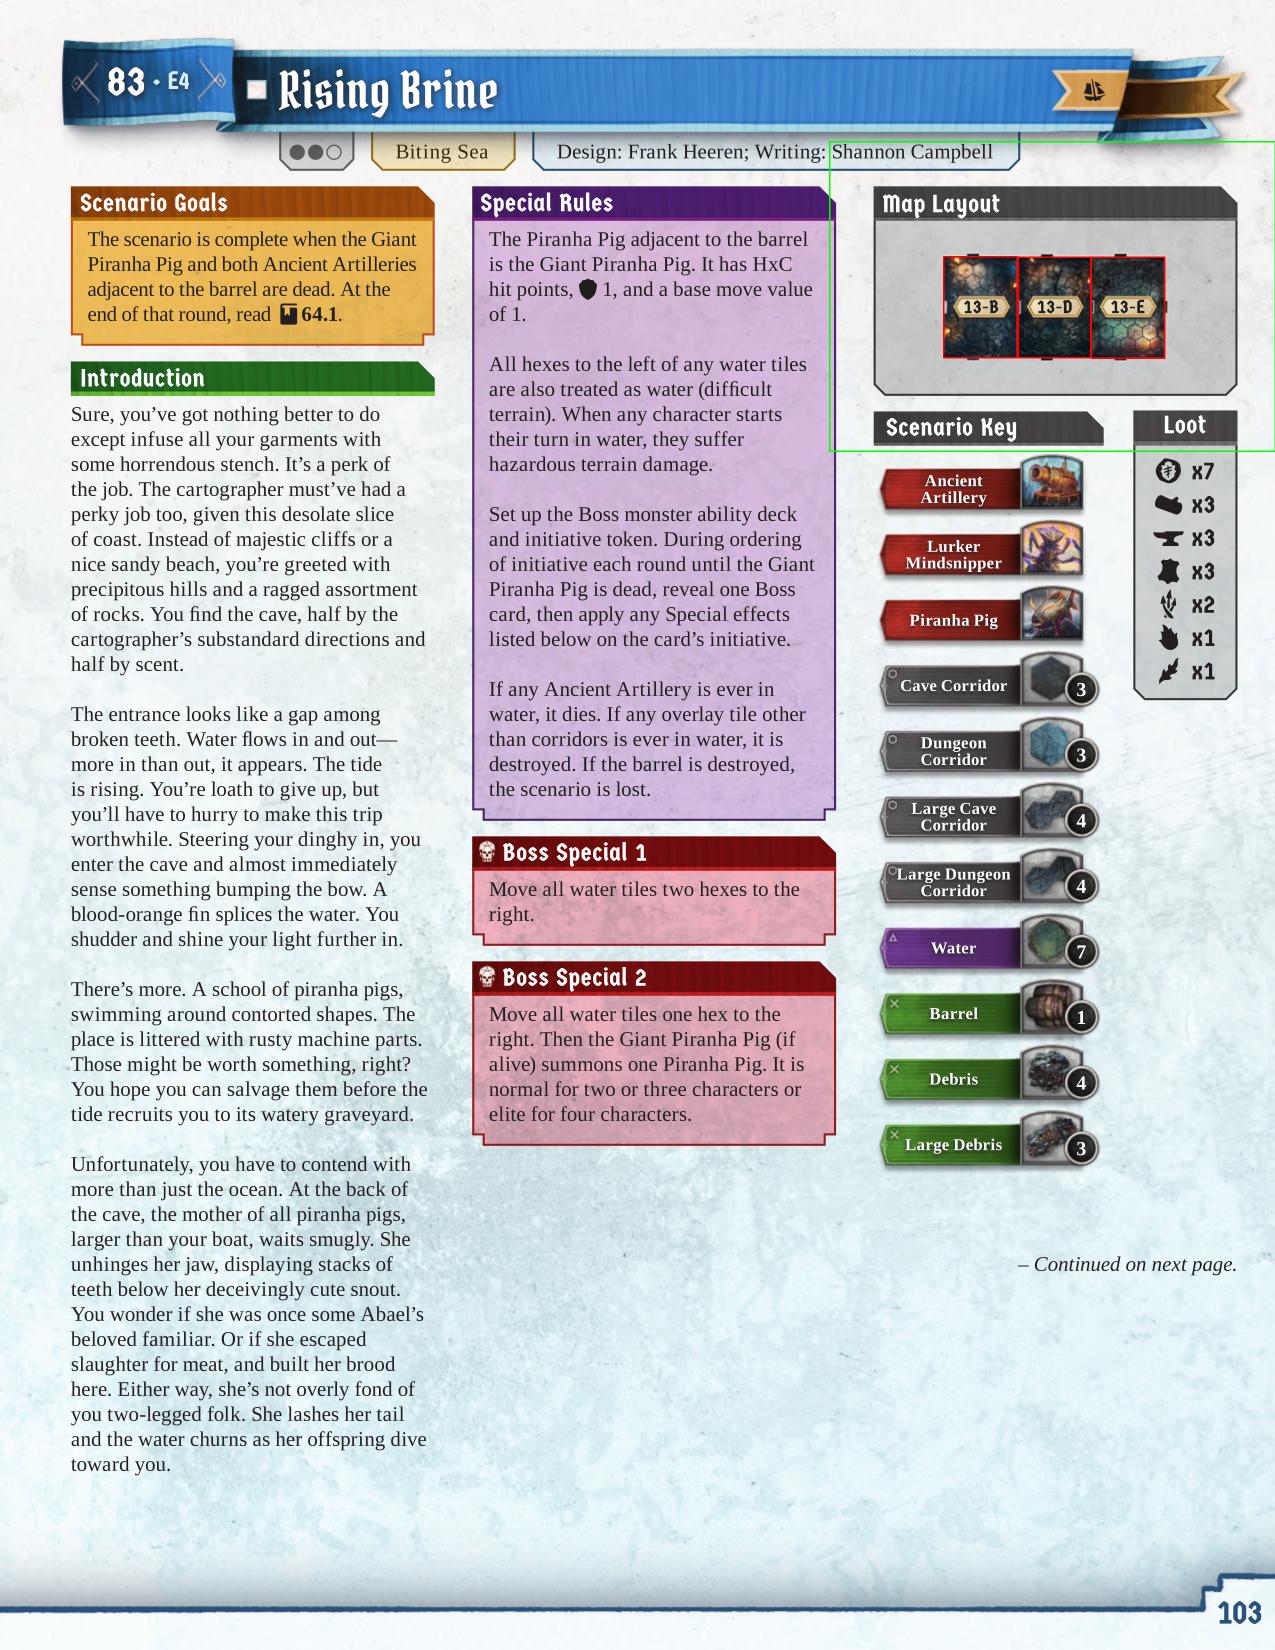 83 • E4
Rising Brine
Biting Sea
Design: Frank Heeren; Writing: Shannon Campbell
Scenario Goals
The scenario is complete when the Giant
Piranha Pig and both Ancient Artilleries
adjacent to the barrel are dead. At the
end of that round, read 64.1.
Introduction
Sure, you’ve got nothing better to do
except infuse all your garments with
some horrendous stench. It’s a perk of
the job. The cartographer must’ve had a
perky job too, given this desolate slice
of coast. Instead of majestic cliffs or a
nice sandy beach, you’re greeted with
precipitous hills and a ragged assortment
of rocks. You find the cave, half by the
cartographer’s substandard directions and
half by scent.
The entrance looks like a gap among
broken teeth. Water flows in and out—
more in than out, it appears. The tide
is rising. You’re loath to give up, but
you’ll have to hurry to make this trip
worthwhile. Steering your dinghy in, you
enter the cave and almost immediately
sense something bumping the bow. A
blood-orange fin splices the water. You
shudder and shine your light further in.
There’s more. A school of piranha pigs,
swimming around contorted shapes. The
place is littered with rusty machine parts.
Those might be worth something, right?
You hope you can salvage them before the
tide recruits you to its watery graveyard.
Unfortunately, you have to contend with
more than just the ocean. At the back of
the cave, the mother of all piranha pigs,
larger than your boat, waits smugly. She
unhinges her jaw, displaying stacks of
teeth below her deceivingly cute snout.
You wonder if she was once some Abael’s
beloved familiar. Or if she escaped
slaughter for meat, and built her brood
here. Either way, she’s not overly fond of
you two-legged folk. She lashes her tail
and the water churns as her offspring dive
toward you.
Special Rules
The Piranha Pig adjacent to the barrel
is the Giant Piranha Pig. It has HxC
hit points, 1, and a base move value
of 1.
All hexes to the left of any water tiles
are also treated as water (difficult
terrain). When any character starts
their turn in water, they suffer
hazardous terrain damage.
Set up the Boss monster ability deck
and initiative token. During ordering
of initiative each round until the Giant
Piranha Pig is dead, reveal one Boss
card, then apply any Special effects
listed below on the card’s initiative.
If any Ancient Artillery is ever in
water, it dies. If any overlay tile other
than corridors is ever in water, it is
destroyed. If the barrel is destroyed,
the scenario is lost.
Boss Special 1
Move all water tiles two hexes to the
right.
Boss Special 2
Move all water tiles one hex to the
right. Then the Giant Piranha Pig (if
alive) summons one Piranha Pig. It is
normal for two or three characters or
elite for four characters.
Map Layout
13-B 13-D 13-E
Scenario Key
Ancient
Artillery
Lurker
Mindsnipper
Piranha Pig
Cave Corridor 3
Dungeon
Corridor 3
Large Cave
Corridor 4
Large Dungeon
Corridor 4
Water 7
Barrel 1
Debris 4
Large Debris 3
Loot
x7
x3
x3
x3
x2
x1
x1
– Continued on next page.
103